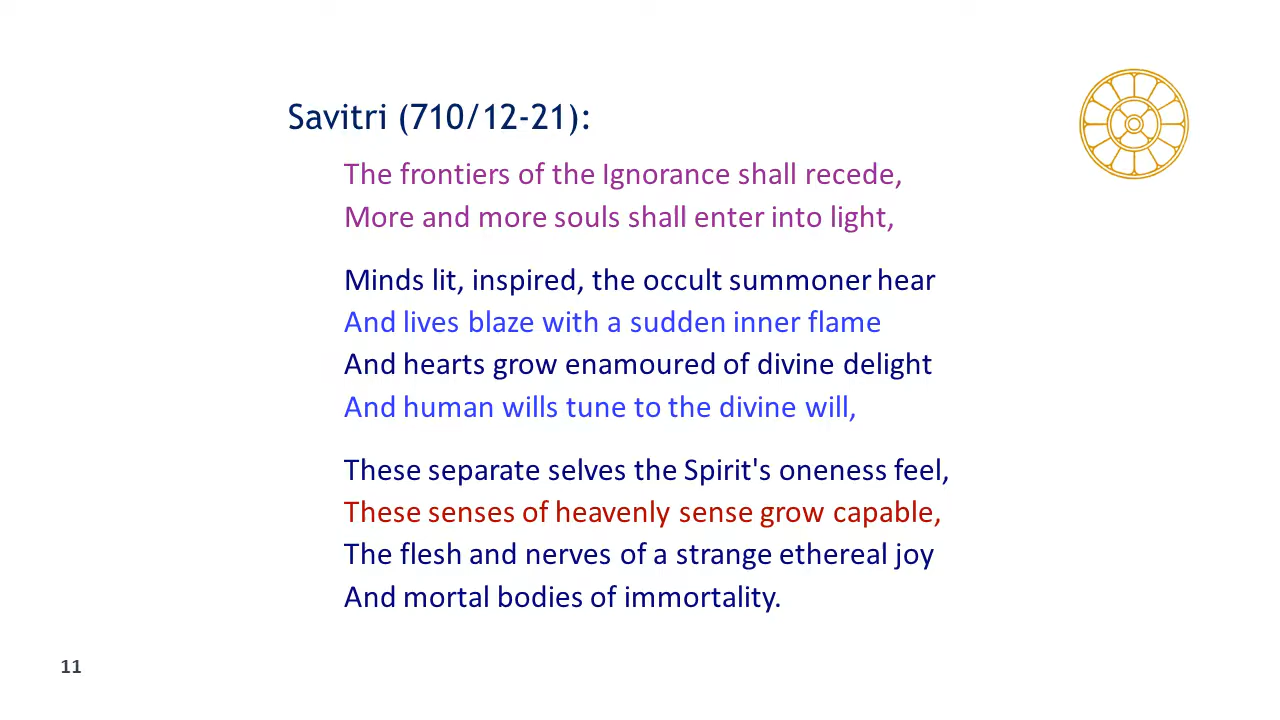 Savitri (710/12-21):
The frontiers of the Ignorance shall recede,
More and more souls shall enter into light,
Minds lit, inspired, the occult summoner hear
And lives blaze with a sudden inner flame
And hearts grow enamoured of divine delight
And human wills tune to the divine will,
These separate selves the Spirit's oneness feel,
These senses of heavenly sense grow capable,
The flesh and nerves of a strange ethereal joy
And mortal bodies of immortality.
11